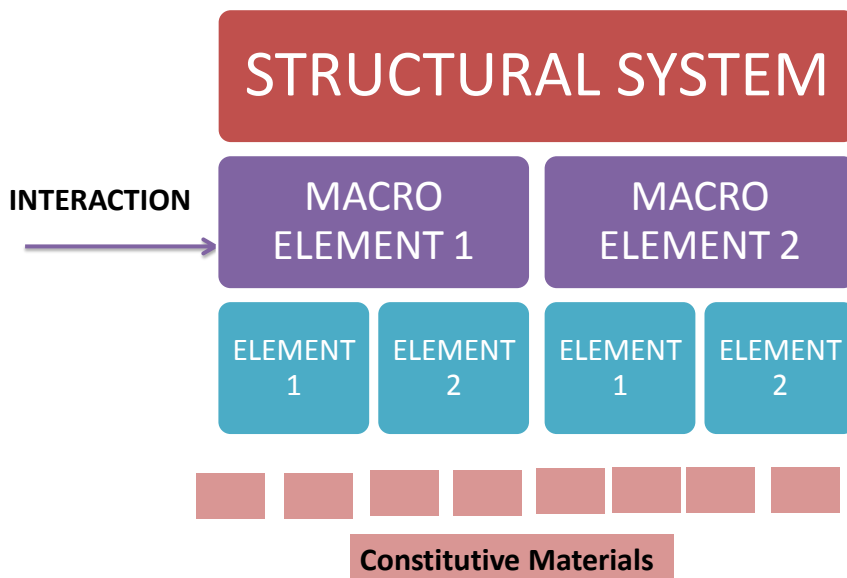 STRUCTURAL SYSTEM
INTERACTION
MACRO
ELEMENT 1
MACRO
ELEMENT 2
ELEMENT
1
ELEMENT
2
ELEMENT
1
ELEMENT
2
Constitutive Materials